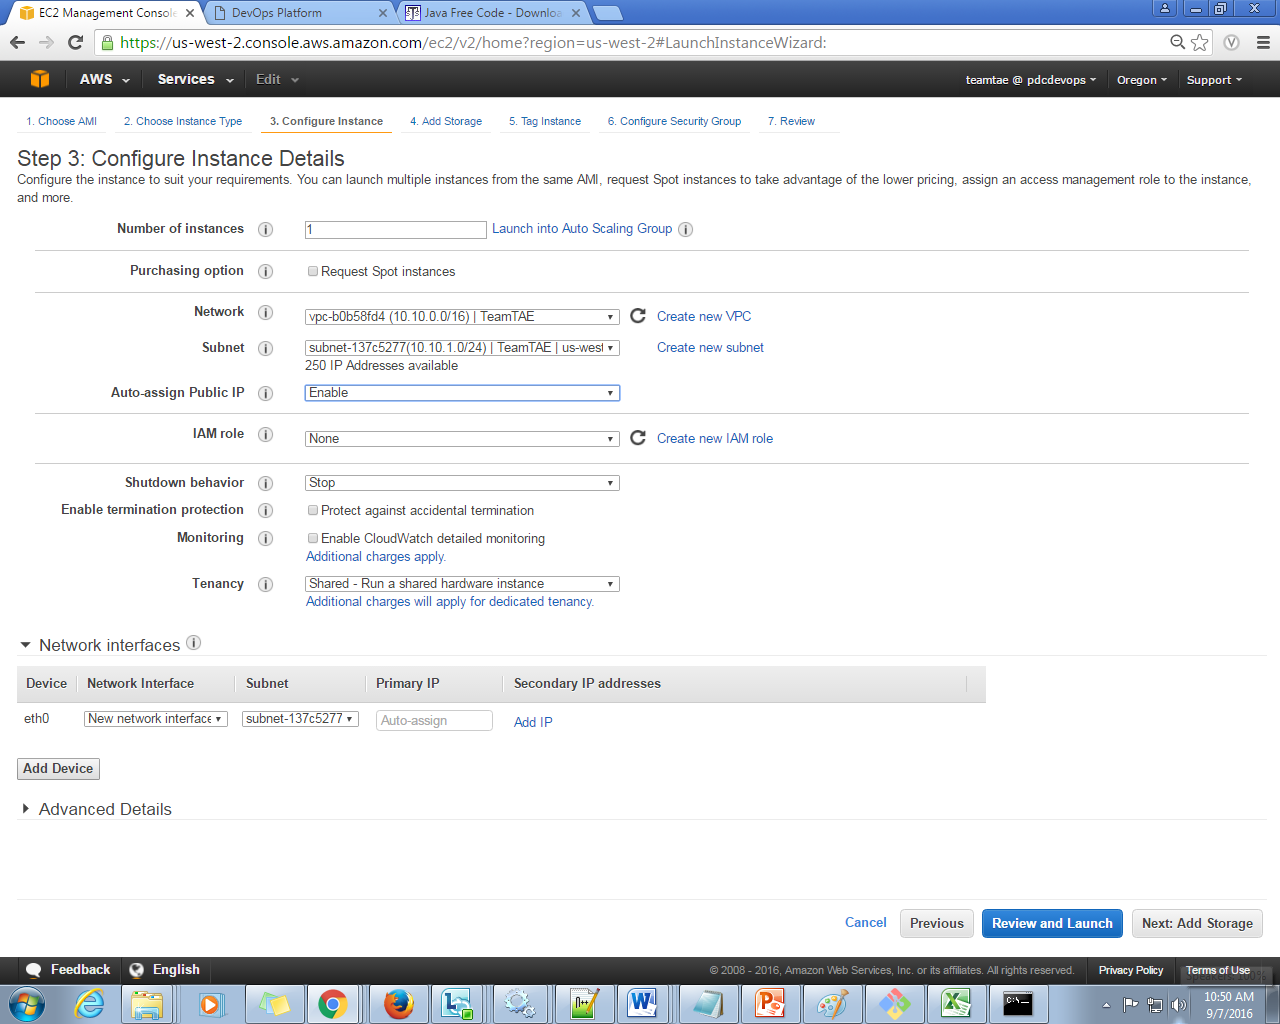 EC2 Management Console
DevOps Platform
Java Free Code - Downloa
https://us-west-2.console.aws.amazon.com/ec2/v2/home?region=us-west-2#LaunchInstanceWizard:
AWS
Services
Edit
teamtae @ pdcdevops
Oregon
Support
1. Choose AMI
2. Choose Instance Type
3. Configure Instance
4. Add Storage
5. Tag Instance
6. Configure Security Group
7. Review
Step 3: Configure Instance Details
Configure the instance to suit your requirements. You can launch multiple instances from the same AMI, request Spot instances to take advantage of the lower pricing, assign an access management role to the instance,
and more.
Number of instances
1
Launch into Auto Scaling Group
Purchasing option
Request Spot instances
Network
vpc-b0b58fd4 (10.10.0.0/16) | TeamTAE
Create new VPC
Subnet
subnet-137c5277(10.10.1.0/24) | TeamTAE | us-west
Create new subnet
250 IP Addresses available
Auto-assign Public IP
Enable
IAM role
None
Create new IAM role
Shutdown behavior
Stop
Enable termination protection
Protect against accidental termination
Monitoring
Enable CloudWatch detailed monitoring
Additional charges apply.
Tenancy
Shared - Run a shared hardware instance
Additional charges will apply for dedicated tenancy.
Network interfaces
Device
Network Interface
Subnet
Primary IP
Secondary IP addresses
eth0
New network interface
subnet-137c5277
Auto-assign
Add IP
Add Device
Advanced Details
Cancel
Previous
Review and Launch
Next: Add Storage
Feedback
English
© 2008 - 2016, Amazon Web Services, Inc. or its affiliates. All rights reserved.
Privacy Policy
Terms of Use
10:50 AM
9/7/2016